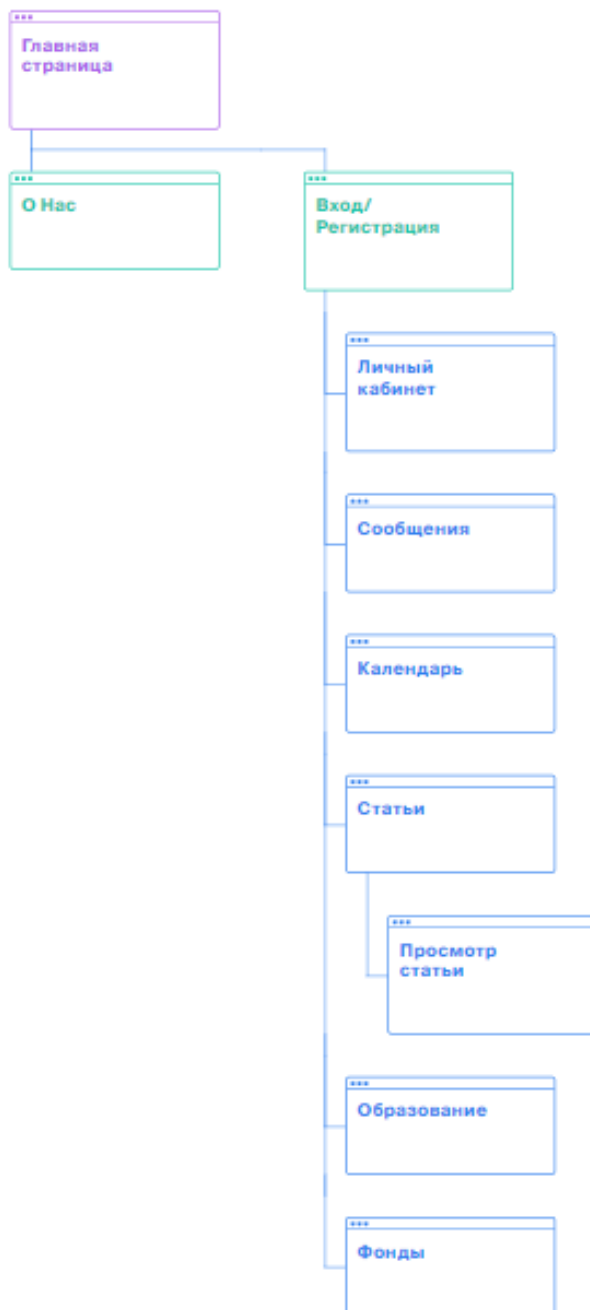 Главная
страница
О Нас
Вход/
Регистрация
Личный
кабинет
Сообщения
Календарь
Статьи
Просмотр
статьи
Образование
Фонды